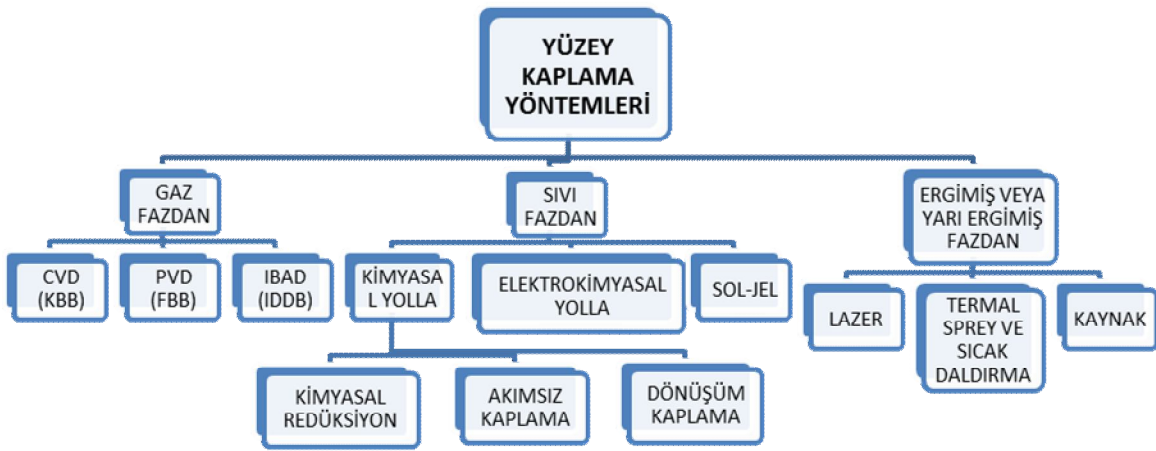 YÜZEY
KAPLAMA
YÖNTEMLERİ
GAZ
FAZDAN
SIVI
FAZDAN
ERGİMİŞ VEYA
YARI ERGİMİŞ
FAZDAN
CVD
(KBB)
PVD
(FBB)
IBAD
(IDDB)
KİMYASA
L YOLLA
ELEKTROKİMYASAL
YOLLA
SOL-JEL
LAZER
TERMAL
SPREY VE
SICAK
DALDIRMA
KAYNAK
KİMYASAL
REDÜKSİYON
AKIMSIZ
KAPLAMA
DÖNÜŞÜM
KAPLAMA